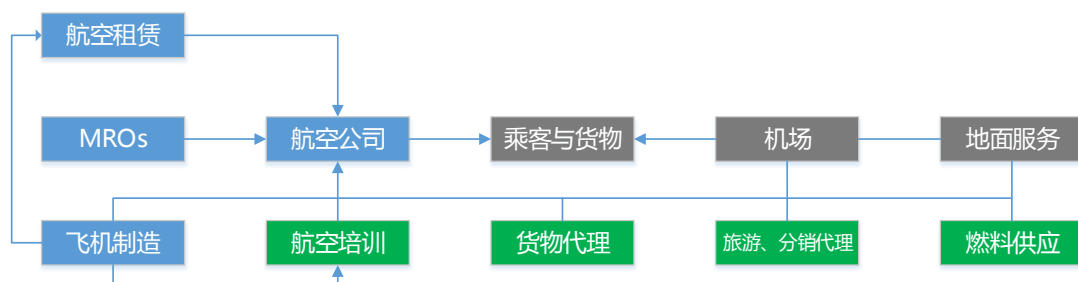 航空租赁
MROs
航空公司
乘客与货物
机场
地面服务
飞机制造
航空培训
货物代理
旅游、分销代理
燃料供应